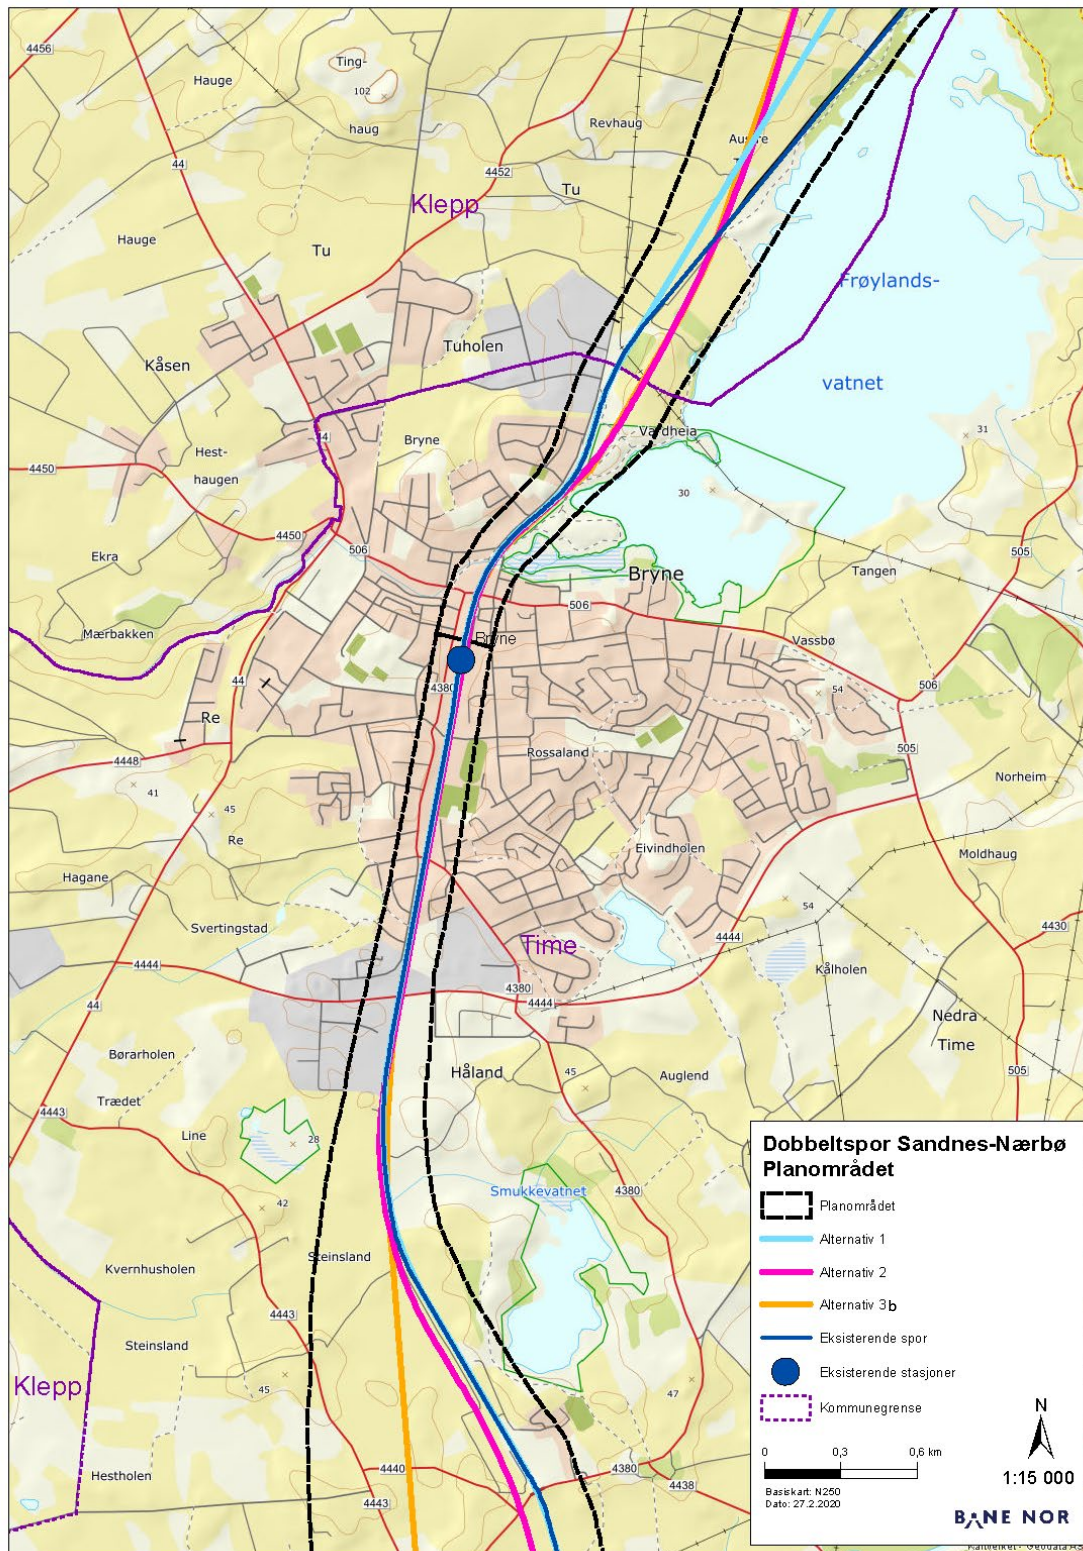 4456
Ting-
Hauge
102
haug
Revhaug
Austre
44
4452
Tu
Klepp
Hauge
Tu
Frøylands-
Tuholen
Kåsen
vatnet
Vardheia
Bryne
31
4450
Hest-
haugen
30
4450
506
505
Ekra
Bryne
Tangen
506
Mærbakken
Bryne
Vassbø
44
4380
54
506
Re
Rossaland
505
4448
Norheim
41
45
Re
Eivindholen
Moldhaug
Hagane
54
Svertingstad
4430
Time
4444
4444
Kålholen
4380
4444
44
Nedra
Time
Børarholen
Håland
45
Auglend
505
Trædet
4443
Line
28
Smukkevatnet
4380
42
Steinsland
Kvernhusholen
4443
Steinsland
Klepp
45
47
4440
4380
4438
Hestholen
4443
Dobbeltspor Sandnes-Nærbø
Planområdet
Planområdet
Alternativ 1
Alternativ 2
Alternativ 3b
Eksisterende spor
Eksisterende stasjoner
Kommunegrense
N
0 0,3 0,6 km
1:15 000
Basiskart: N250
Dato: 27.2.2020
BANE NOR